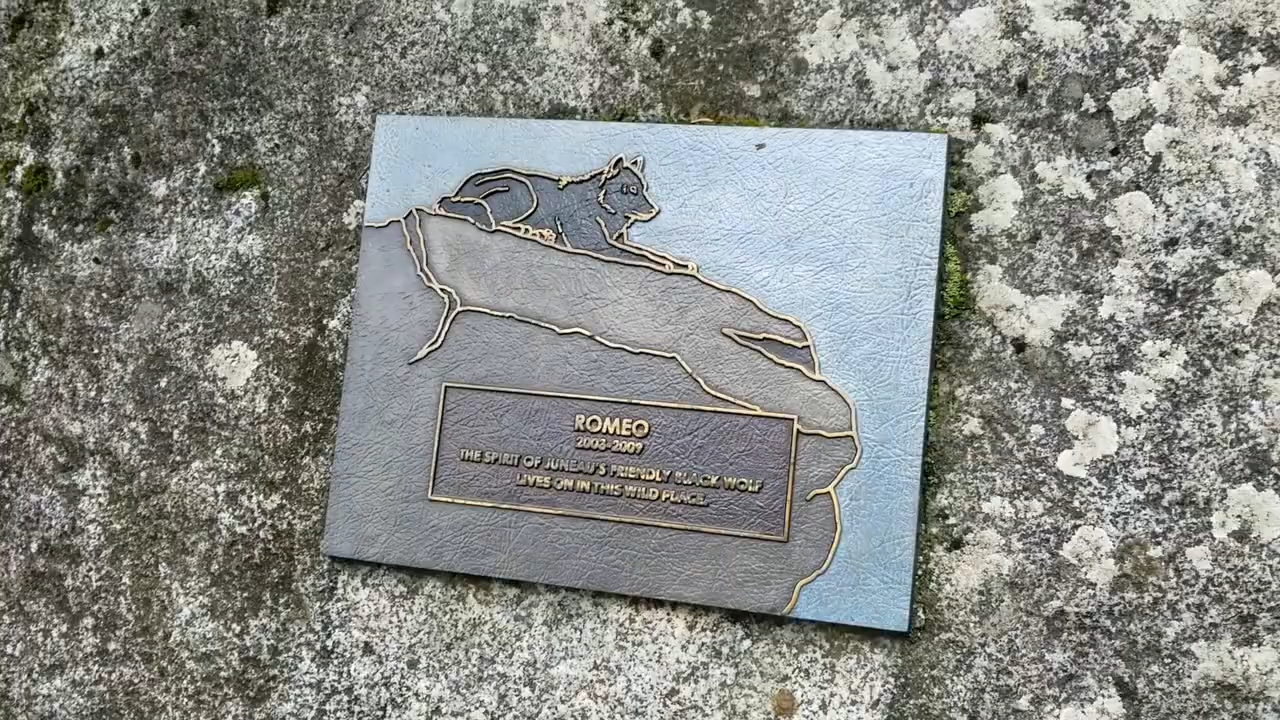 ROMEO
2003-2009
THE SPIRIT OF JUNEAU'S FRIENDLY BLACK WOLF
LIVES ON IN THIS WILD PLACE.